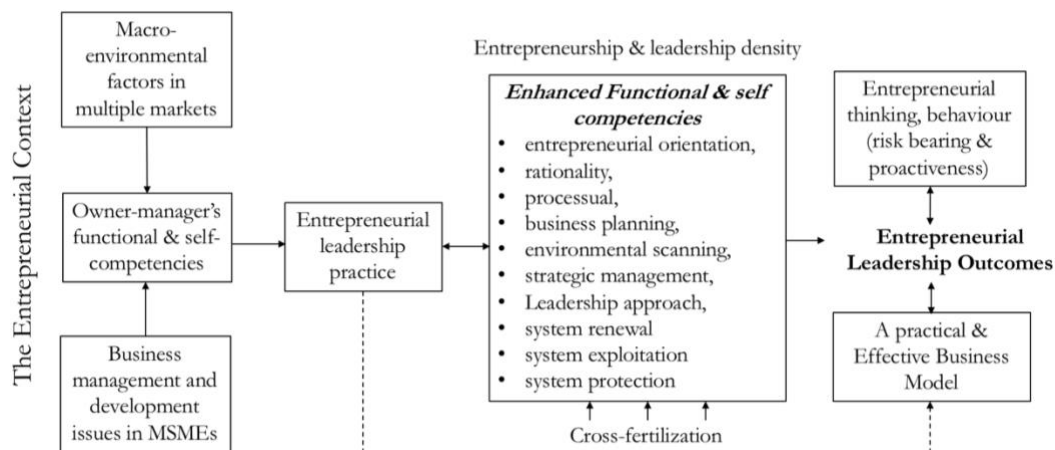 The Entrepreneurial Context
Macro-
environmental
factors in
multiple markets
Owner-manager's
functional & self-
competencies
Business
management and
development
issues in MSMEs
Entrepreneurial
leadership
practice
Entrepreneurship & leadership density
Enhanced Functional & self
competencies
• entrepreneurial orientation,
• rationality,
• processual,
• business planning,
• environmental scanning,
• strategic management,
• Leadership approach,
• system renewal
• system exploitation
• system protection
Cross-fertilization
Entrepreneurial
thinking, behaviour
(risk bearing &
proactiveness)
Entrepreneurial
Leadership Outcomes
A practical &
Effective Business
Model